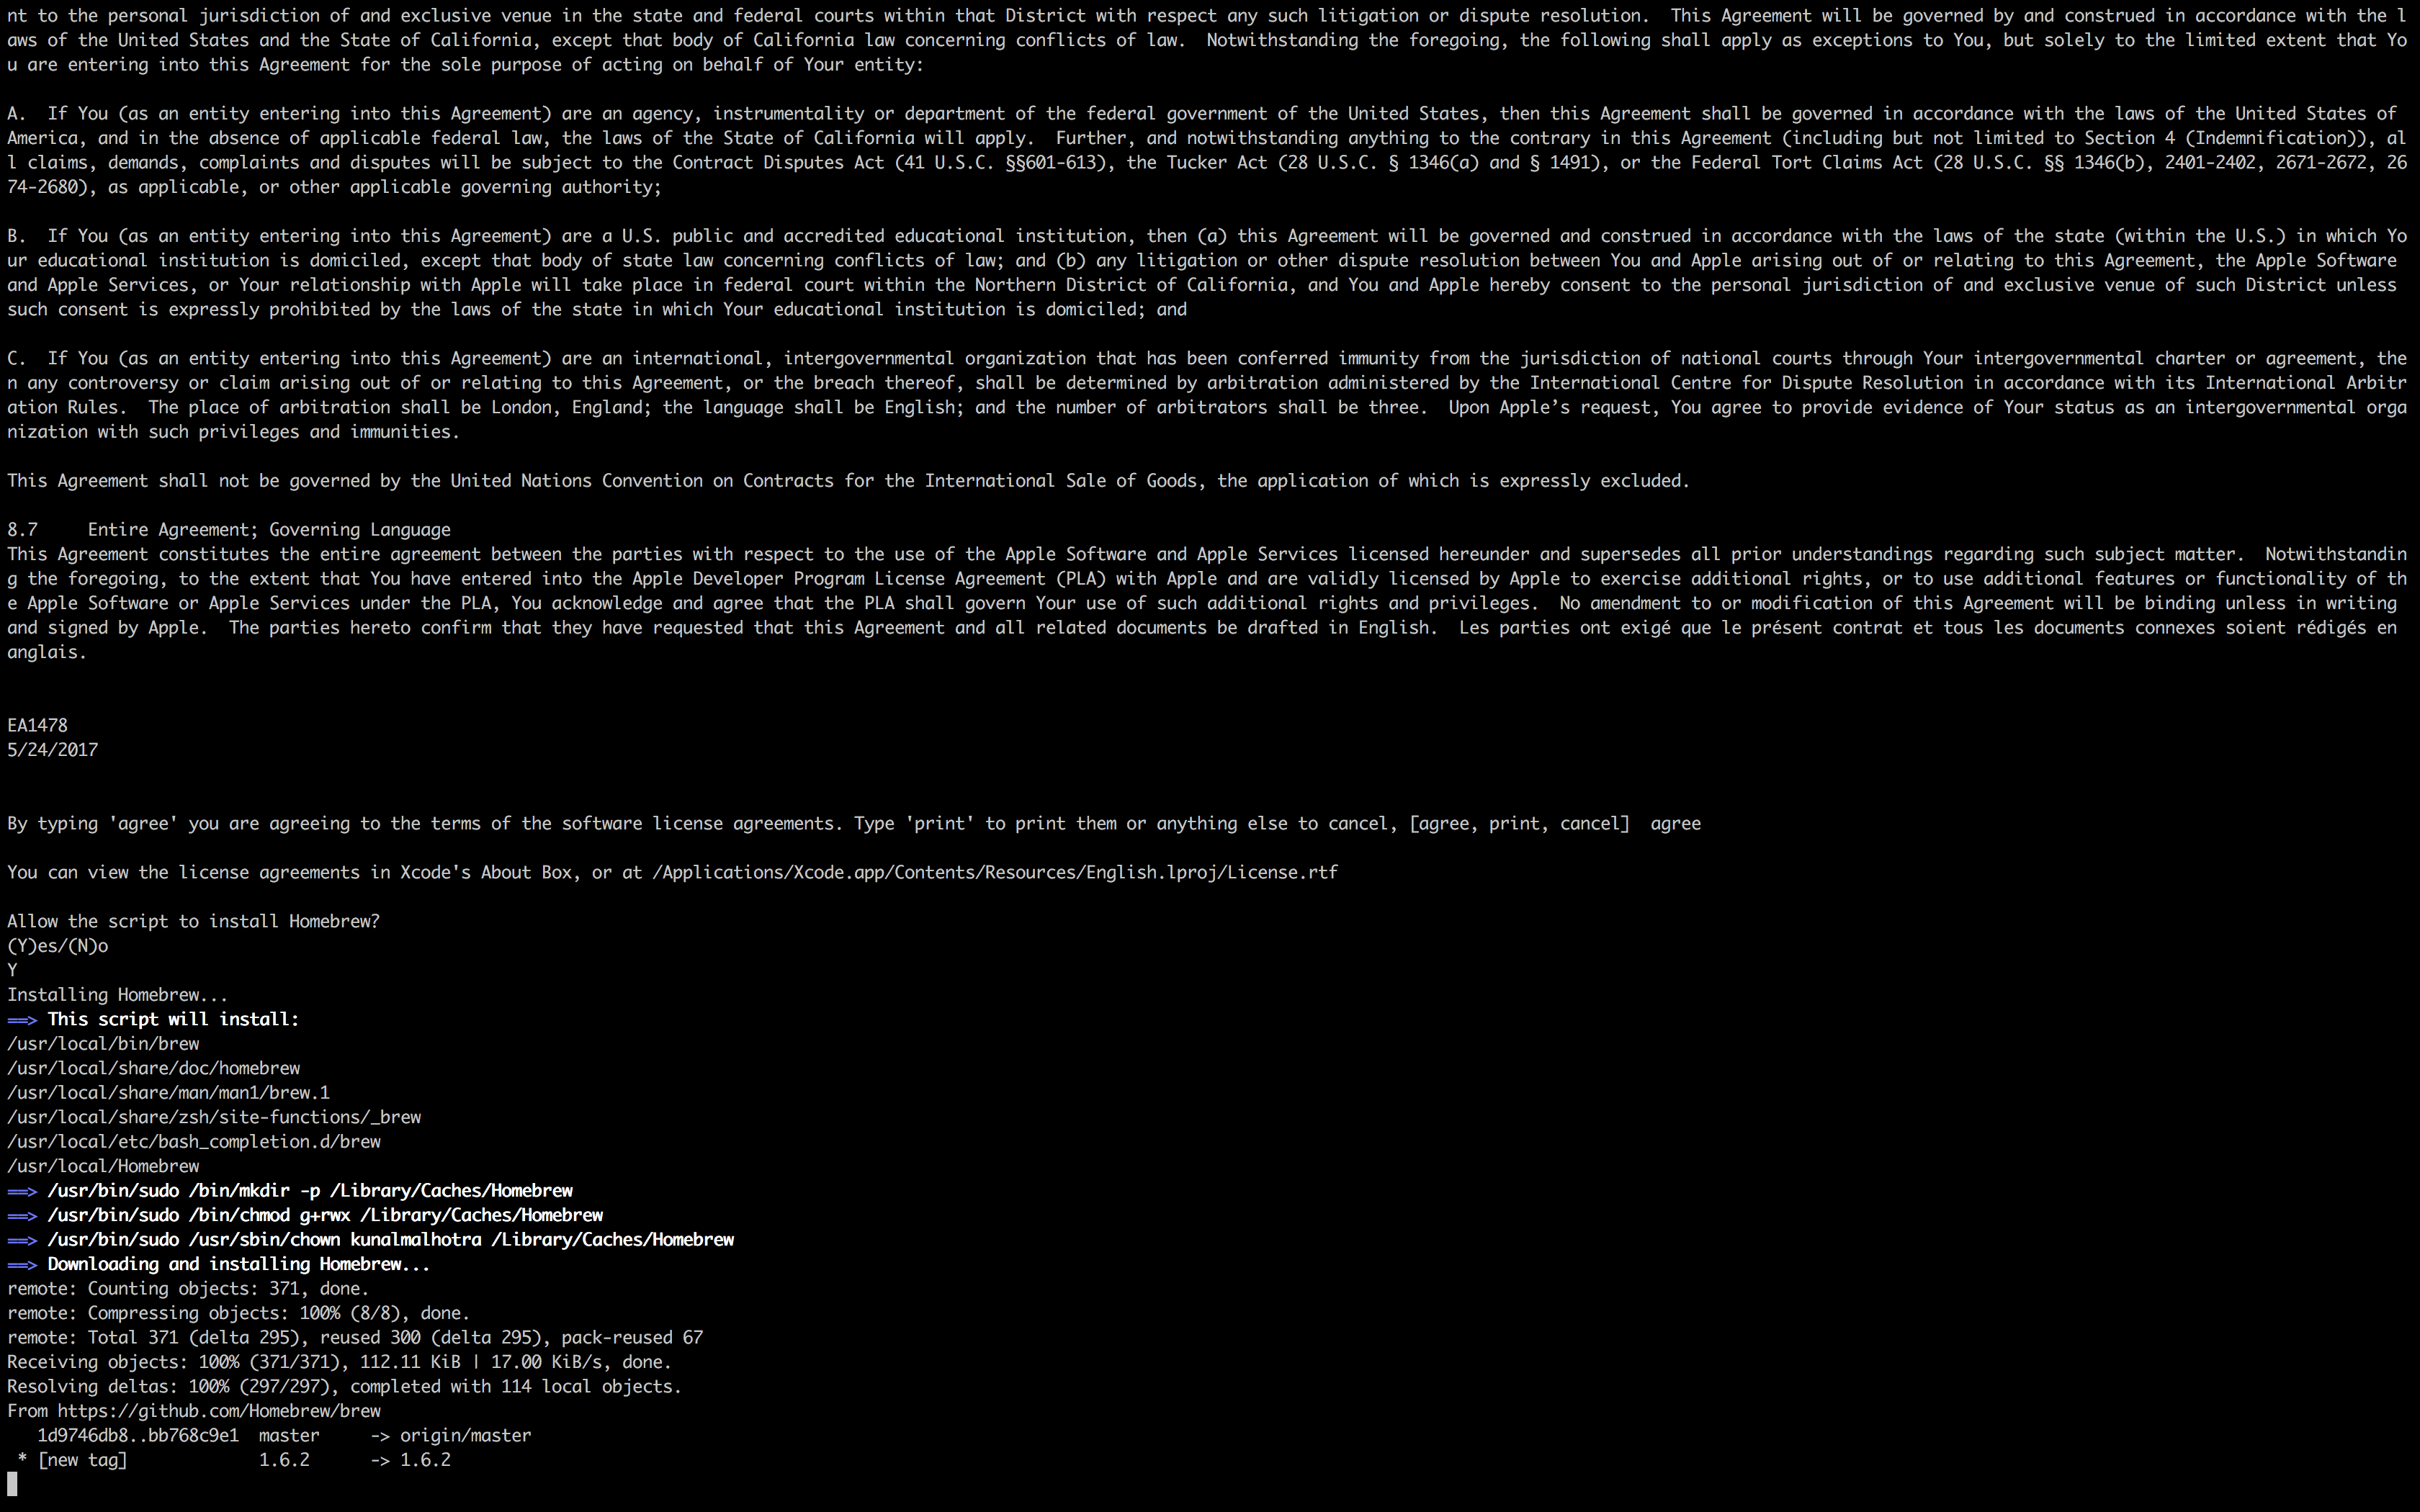 nt to the personal jurisdiction of and exclusive venue in the state and federal courts within that District with respect any such litigation or dispute resolution.  This Agreement will be governed by and construed in accordance with the l
aws of the United States and the State of California, except that body of California law concerning conflicts of law.  Notwithstanding the foregoing, the following shall apply as exceptions to You, but solely to the limited extent that Yo
u are entering into this Agreement for the sole purpose of acting on behalf of Your entity:

A.  If You (as an entity entering into this Agreement) are an agency, instrumentality or department of the federal government of the United States, then this Agreement shall be governed in accordance with the laws of the United States of
America, and in the absence of applicable federal law, the laws of the State of California will apply.  Further, and notwithstanding anything to the contrary in this Agreement (including but not limited to Section 4 (Indemnification)), al
l claims, demands, complaints and disputes will be subject to the Contract Disputes Act (41 U.S.C. §§601-613), the Tucker Act (28 U.S.C. § 1346(a) and § 1491), or the Federal Tort Claims Act (28 U.S.C. §§ 1346(b), 2401-2402, 2671-2672, 26
74-2680), as applicable, or other applicable governing authority;

B.  If You (as an entity entering into this Agreement) are a U.S. public and accredited educational institution, then (a) this Agreement will be governed and construed in accordance with the laws of the state (within the U.S.) in which Yo
ur educational institution is domiciled, except that body of state law concerning conflicts of law; and (b) any litigation or other dispute resolution between You and Apple arising out of or relating to this Agreement, the Apple Software
and Apple Services, or Your relationship with Apple will take place in federal court within the Northern District of California, and You and Apple hereby consent to the personal jurisdiction of and exclusive venue of such District unless
such consent is expressly prohibited by the laws of the state in which Your educational institution is domiciled; and

C.  If You (as an entity entering into this Agreement) are an international, intergovernmental organization that has been conferred immunity from the jurisdiction of national courts through Your intergovernmental charter or agreement, the
n any controversy or claim arising out of or relating to this Agreement, or the breach thereof, shall be determined by arbitration administered by the International Centre for Dispute Resolution in accordance with its International Arbitr
ation Rules.  The place of arbitration shall be London, England; the language shall be English; and the number of arbitrators shall be three.  Upon Apple’s request, You agree to provide evidence of Your status as an intergovernmental orga
nization with such privileges and immunities.

This Agreement shall not be governed by the United Nations Convention on Contracts for the International Sale of Goods, the application of which is expressly excluded.

8.7     Entire Agreement; Governing Language
This Agreement constitutes the entire agreement between the parties with respect to the use of the Apple Software and Apple Services licensed hereunder and supersedes all prior understandings regarding such subject matter.  Notwithstandin
g the foregoing, to the extent that You have entered into the Apple Developer Program License Agreement (PLA) with Apple and are validly licensed by Apple to exercise additional rights, or to use additional features or functionality of th
e Apple Software or Apple Services under the PLA, You acknowledge and agree that the PLA shall govern Your use of such additional rights and privileges.  No amendment to or modification of this Agreement will be binding unless in writing
and signed by Apple.  The parties hereto confirm that they have requested that this Agreement and all related documents be drafted in English.  Les parties ont exigé que le présent contrat et tous les documents connexes soient rédigés en
anglais.

EA1478
5/24/2017

By typing 'agree' you are agreeing to the terms of the software license agreements. Type 'print' to print them or anything else to cancel, [agree, print, cancel]  agree

You can view the license agreements in Xcode's About Box, or at /Applications/Xcode.app/Contents/Resources/English.lproj/License.rtf

Allow the script to install Homebrew?
(Y)es/(N)o
Y
Installing Homebrew...
==> This script will install:
/usr/local/bin/brew
/usr/local/share/doc/homebrew
/usr/local/share/man/man1/brew.1
/usr/local/share/zsh/site-functions/_brew
/usr/local/etc/bash_completion.d/brew
/usr/local/Homebrew
==> /usr/bin/sudo /bin/mkdir -p /Library/Caches/Homebrew
==> /usr/bin/sudo /bin/chmod g+rwx /Library/Caches/Homebrew
==> /usr/bin/sudo /usr/sbin/chown kunalmalhotra /Library/Caches/Homebrew
==> Downloading and installing Homebrew...
remote: Counting objects: 371, done.
remote: Compressing objects: 100% (8/8), done.
remote: Total 371 (delta 295), reused 300 (delta 295), pack-reused 67
Receiving objects: 100% (371/371), 112.11 KiB | 17.00 KiB/s, done.
Resolving deltas: 100% (297/297), completed with 114 local objects.
From https://github.com/Homebrew/brew
   1d9746db8..bb768c9e1  master     -> origin/master
 * [new tag]             1.6.2      -> 1.6.2